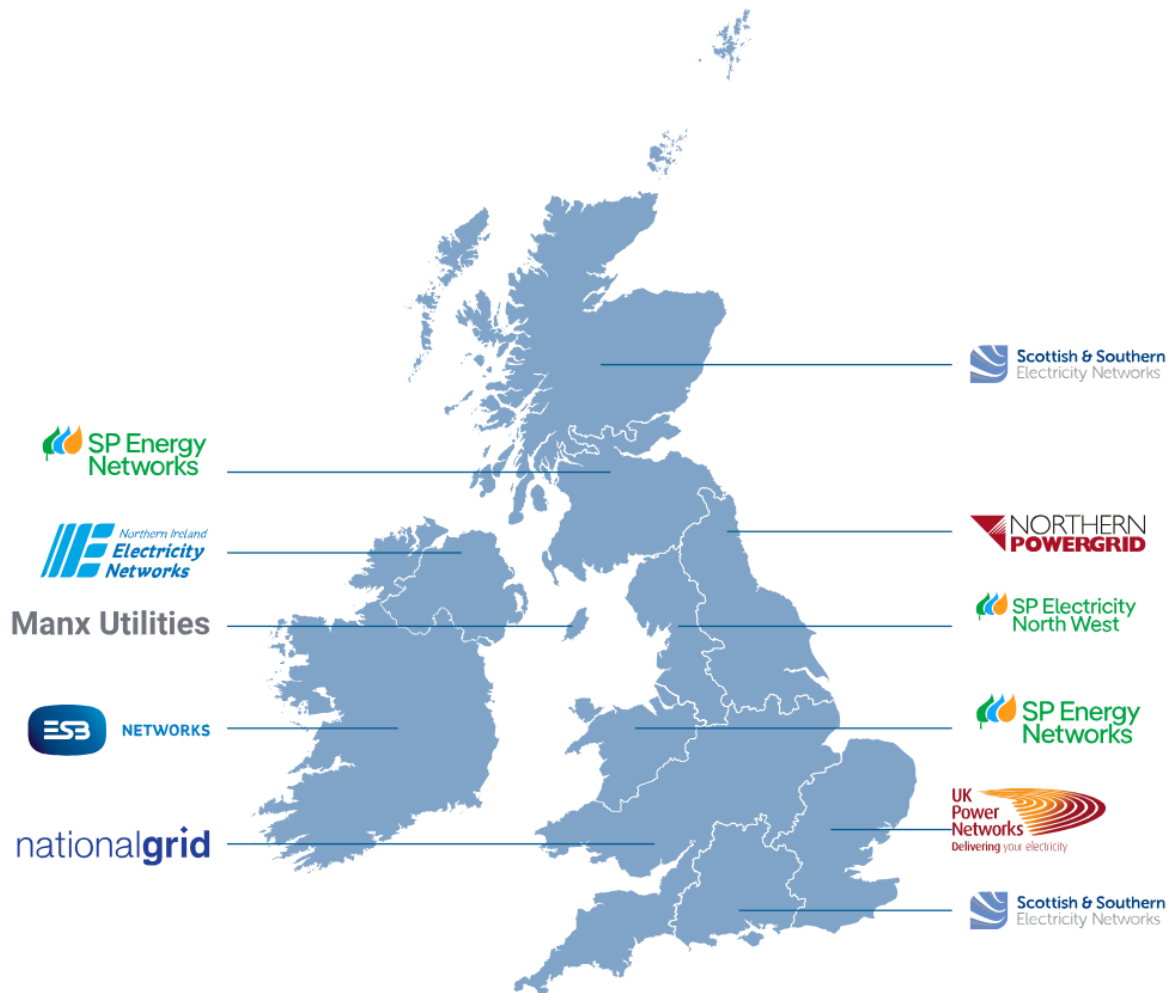 Scottish & Southern
Electricity Networks
SP Energy
Networks
Northern Ireland
Electricity
Networks
NORTHERN
POWERGRID
Manx Utilities
SP Electricity
North West
ESB NETWORKS
SP Energy
Networks
UK
Power
Networks
Delivering your electricity
nationalgrid
Scottish & Southern
Electricity Networks